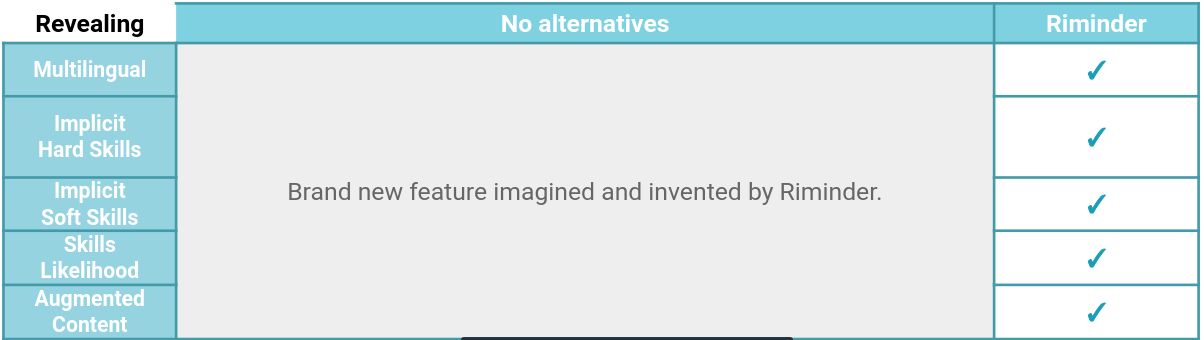 Revealing No alternatives Riminder
Multilingual ✓
Implicit
Hard Skills ✓
Brand new feature imagined and invented by Riminder.
Implicit
Soft Skills ✓
Skills
Likelihood ✓
Augmented
Content ✓